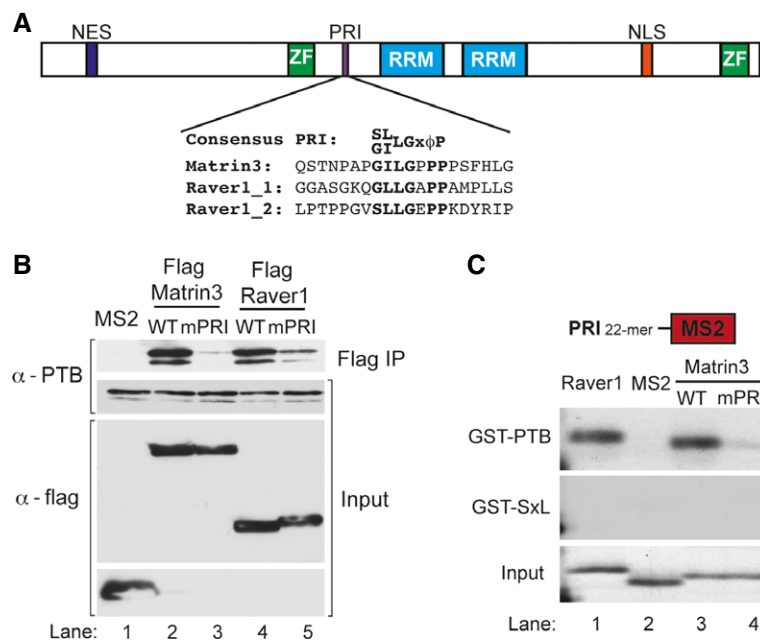 A
NES PRI NLS
ZF RRM RRM ZF
Consensus PRI: SL/GI LGxϕP
Matrin3: QSTNPAPGILGPPPPSFHLG
Raver1_1: GGASGKQGLLGAPPAMPLLS
Raver1_2: LPTPPGVSLLGEPPKDYRIP
B
Flag Matrin3 Flag Raver1
MS2 WT mPRI WT mPRI
α - PTB Flag IP
α - flag Input
Lane: 1 2 3 4 5
C
PRI 22-mer MS2
Raver1 MS2 Matrin3
WT mPR
GST-PTB
GST-SxL
Input
Lane: 1 2 3 4